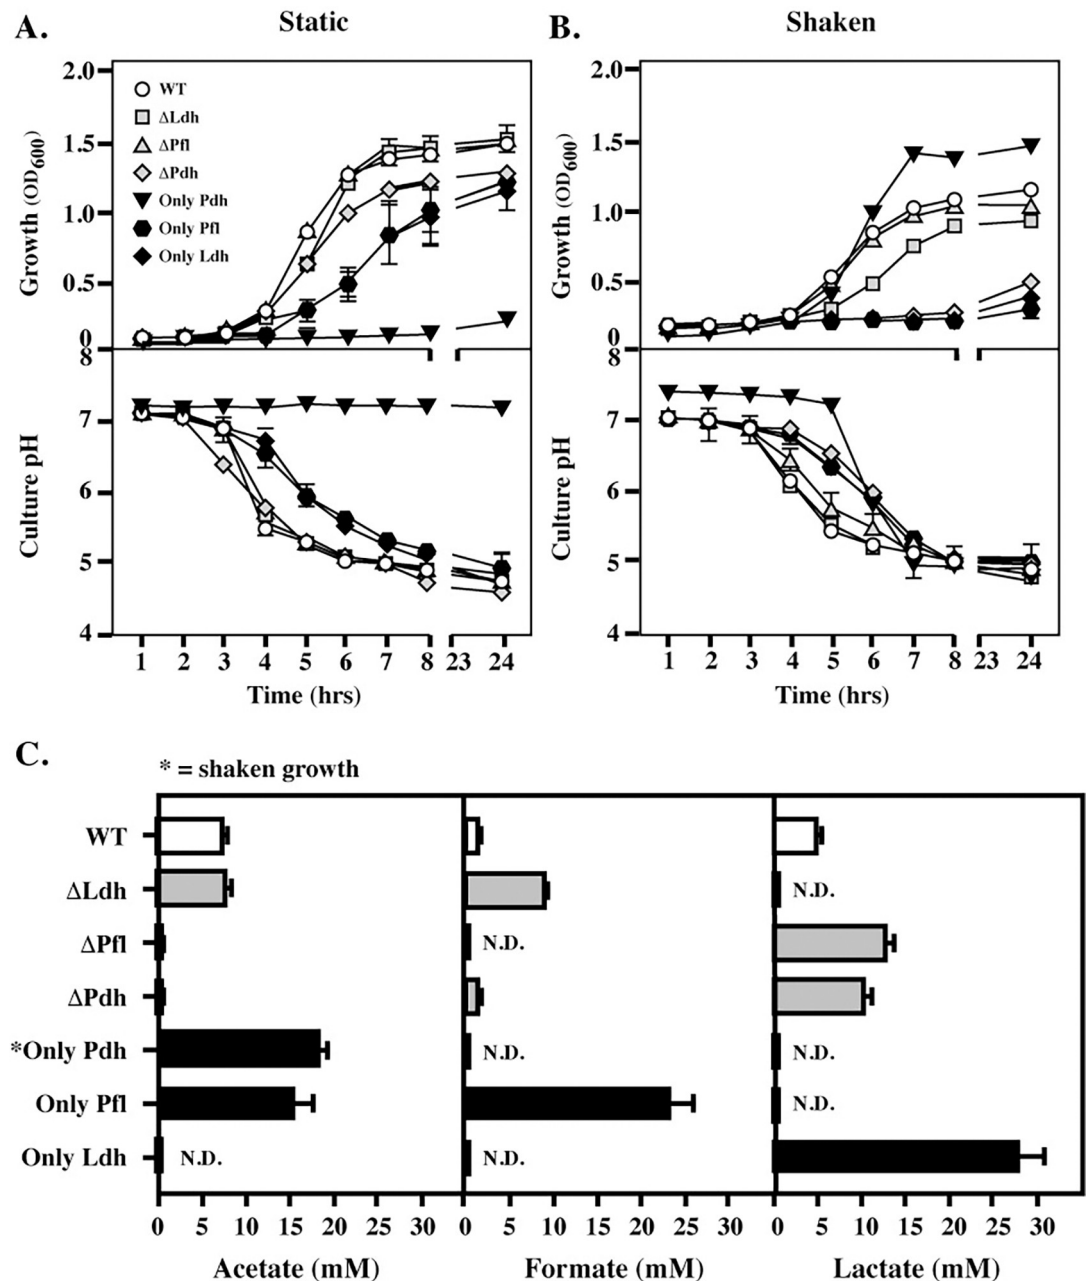 A.
Static
B.
Shaken
2.0
1.5
1.0
0.5
0
Growth (OD600)
WT
ΔLdh
ΔPfl
ΔPdh
Only Pdh
Only Pfl
Only Ldh
2.0
1.5
1.0
0.5
0
Growth (OD600)
8
7
6
5
4
Culture pH
1 2 3 4 5 6 7 8 23 24
Time (hrs)
8
7
6
5
4
Culture pH
1 2 3 4 5 6 7 8 23 24
Time (hrs)
C.
* = shaken growth
WT
ΔLdh N.D.
ΔPfl N.D.
ΔPdh
*Only Pdh N.D. N.D.
Only Pfl N.D.
Only Ldh N.D. N.D.
0 5 10 15 20 25 30 0 5 10 15 20 25 30 0 5 10 15 20 25 30
Acetate (mM) Formate (mM) Lactate (mM)